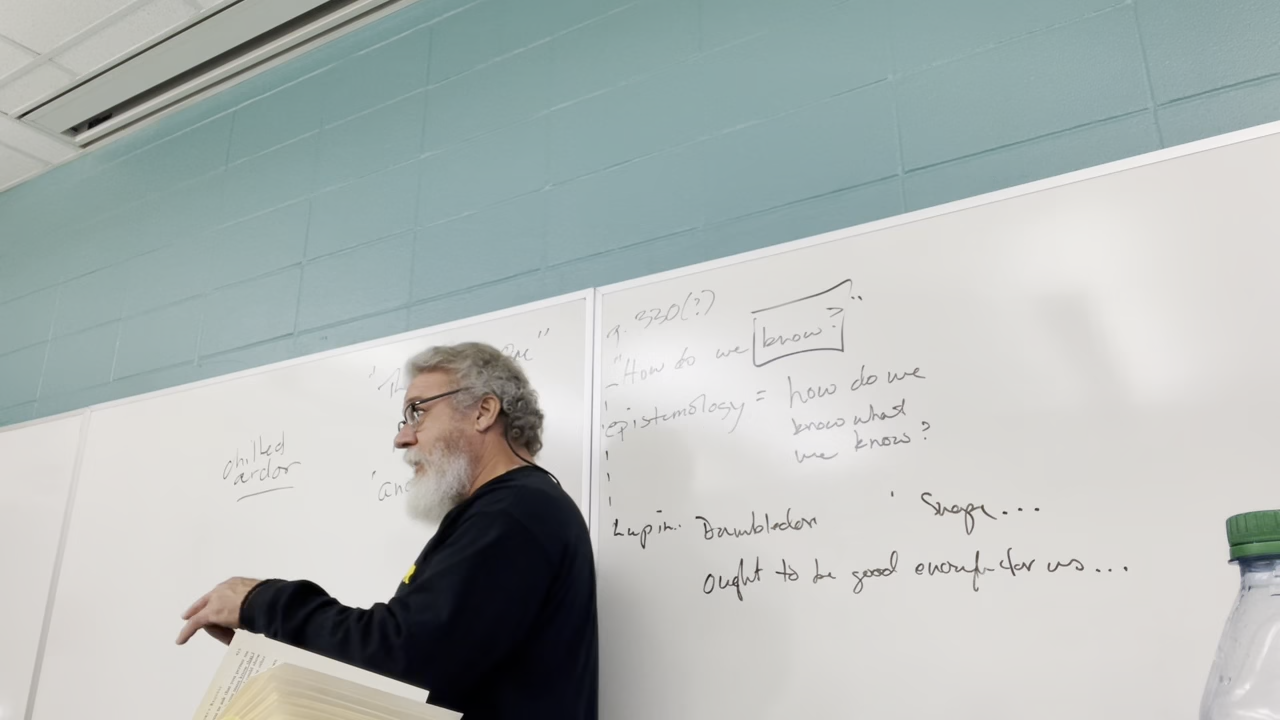 chilled
ardor
p. 330(?)
"How do we know?"
epistemology = how do we
know what
we know?
Lupin: Dumbledore Snape...
ought to be good enough for us...